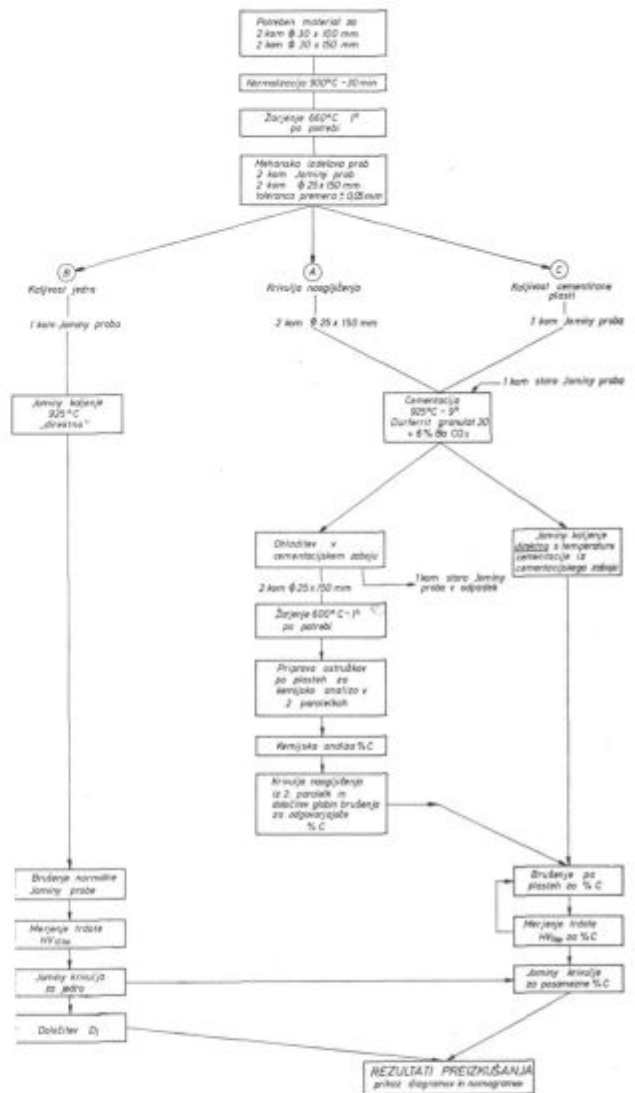 Potreben material za
2 kom ϕ 30 x 100 mm
2 kom ϕ 30 x 150 mm
Normalizacija 900°C - 30 min
Žarjenje 660°C 1ʰ
po potrebi
Mehanska izdelava prob
2 kom Jominy prob
2 kom ϕ 25 x 150 mm
toleranca premera ± 0,05 mm
B
Kaljivost jedra
1 kom Jominy proba
A
Krivulja naogljičenja
2 kom ϕ 25 x 150 mm
C
Kaljivost cementirane
plasti
1 kom Jominy proba
1 kom stara Jominy proba
Jominy kaljenje
925°C
„direktno"
Cementacija
925°C - 9ʰ
Durferrit granulat 30
+ 6% Ba CO₃
Ohladitev v
cementacijskem zaboju
1 kom stara Jominy
proba v odpadek
Jominy kaljenje
direktno s temperature
cementacije iz
cementacijskega zaboja
2 kom ϕ 25 x 150 mm
Žarjenje 600°C - 1ʰ
po potrebi
Priprava ostružkov
po plasteh za
kemijsko analizo v
2 paralelkah
Kemijska analiza % C
Krivulja naogljičenja
iz 2. paralelk in
določitev globin brušenja
za odgovarjajoče
% C
Brušenje normalne
Jominy probe
Brušenje po
plasteh za % C
Merjenje trdote
HV
Merjenje trdote
HV za % C
Jominy krivulja
za jedro
Jominy krivulje
za posamezne % C
Določitev Dⱼ
REZULTATI PREIZKUŠANJA
prikaz diagramov in nomogramov